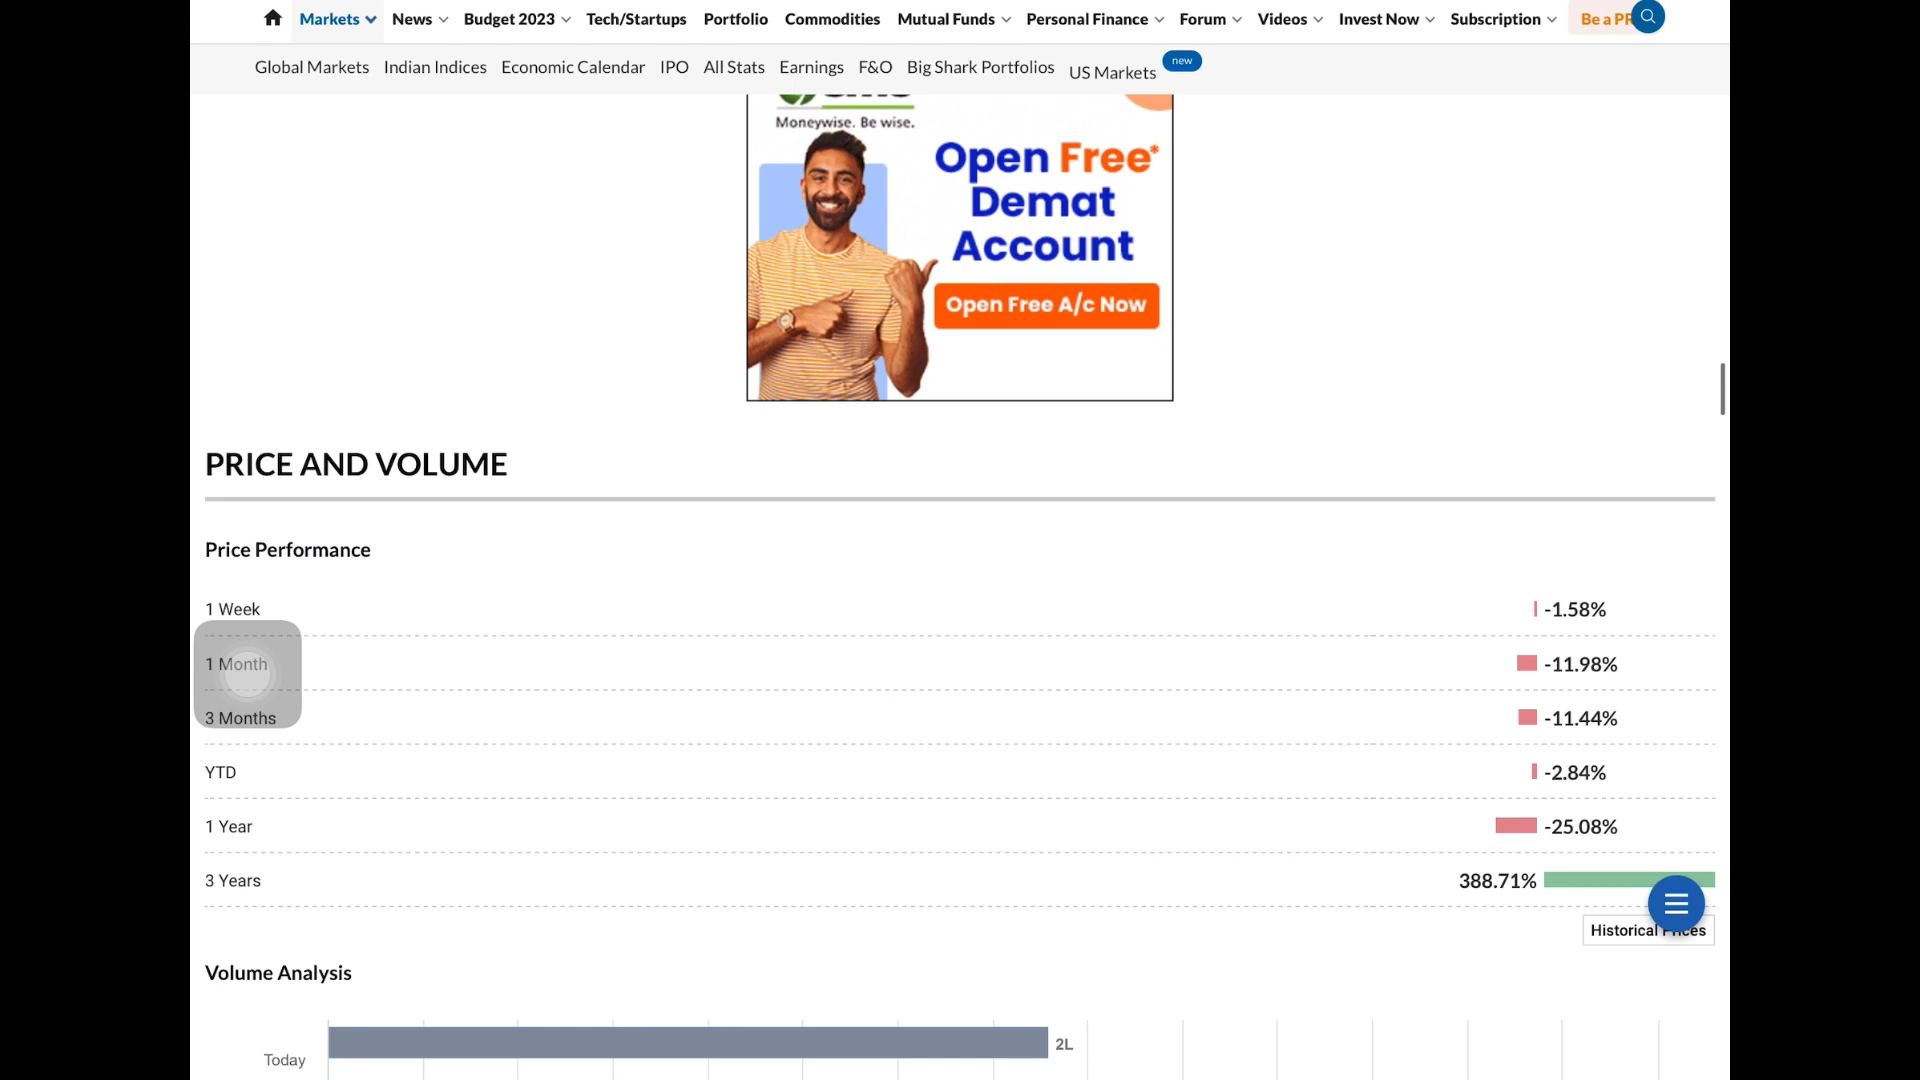 Markets News Budget 2023 Tech/Startups Portfolio Commodities Mutual Funds Personal Finance Forum Videos Invest Now Subscription Be a
Global Markets Indian Indices Economic Calendar IPO All Stats Earnings F&O Big Shark Portfolios US Markets new
Moneywise. Be wise.
Open Free*
Demat
Account
Open Free A/c Now
PRICE AND VOLUME
Price Performance
1 Week -1.58%
1 Month -11.98%
3 Months -11.44%
YTD -2.84%
1 Year -25.08%
3 Years 388.71%
Historical Prices
Volume Analysis
Today 2L